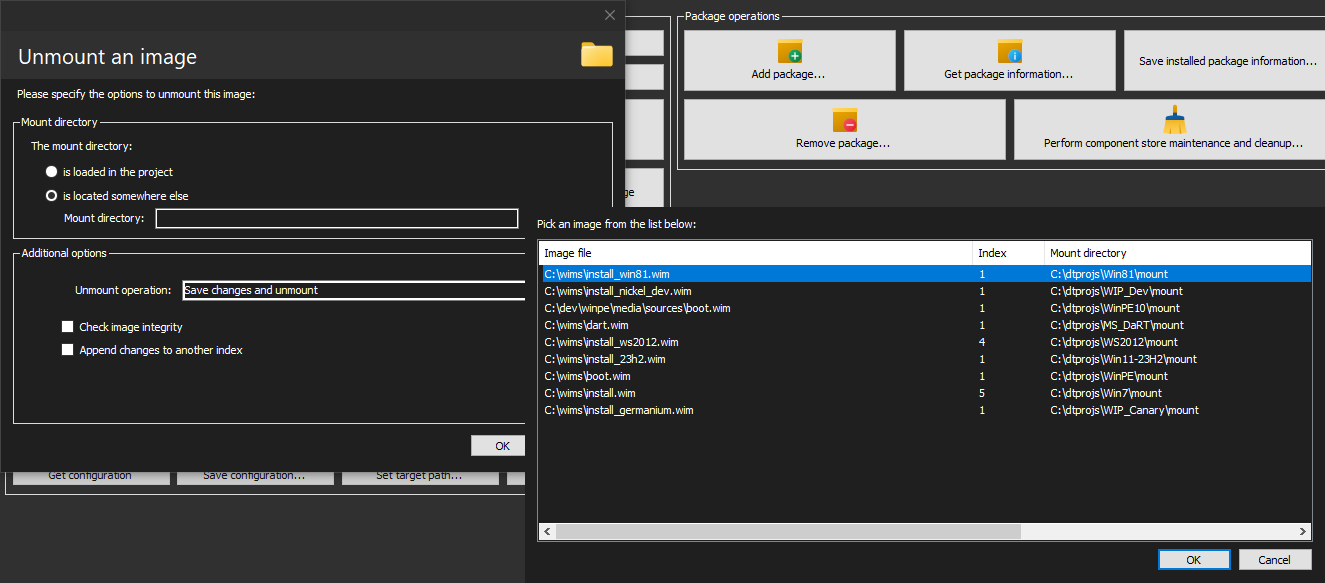 Unmount an image
Please specify the options to unmount this image:
Mount directory
The mount directory:
is loaded in the project
is located somewhere else
Mount directory:
Additional options
Unmount operation: Save changes and unmount
Check image integrity
Append changes to another index
OK
Get configuration
Save configuration...
Set target path...
Package operations
Add package...
Get package information...
Save installed package information...
Remove package...
Perform component store maintenance and cleanup...
Pick an image from the list below:
Image file Index Mount directory
C:\wims\install_win81.wim 1 C:\dtprojs\Win81\mount
C:\wims\install_nickel_dev.wim 1 C:\dtprojs\WIP_Dev\mount
C:\dev\winpe\media\sources\boot.wim 1 C:\dtprojs\WinPE10\mount
C:\wims\dart.wim 1 C:\dtprojs\MS_DaRT\mount
C:\wims\install_ws2012.wim 4 C:\dtprojs\WS2012\mount
C:\wims\install_23h2.wim 1 C:\dtprojs\Win11-23H2\mount
C:\wims\boot.wim 1 C:\dtprojs\WinPE\mount
C:\wims\install.wim 5 C:\dtprojs\Win7\mount
C:\wims\install_germanium.wim 1 C:\dtprojs\WIP_Canary\mount
OK
Cancel